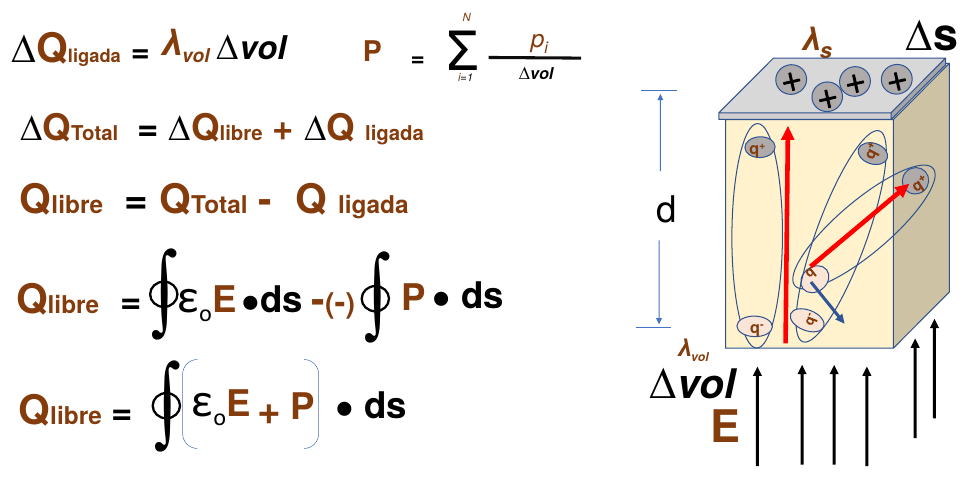 ΔQligada = λvol Δvol
P = N Σ i=1 pi / Δvol
ΔQTotal = ΔQlibre + ΔQ ligada
Qlibre = QTotal - Q ligada
Qlibre = ∮εoE•ds -(-) ∮ P • ds
Qlibre = ∮ εoE + P • ds
λs Δs
q+ q+ q+
d
q- q- q-
λvol
Δvol
E